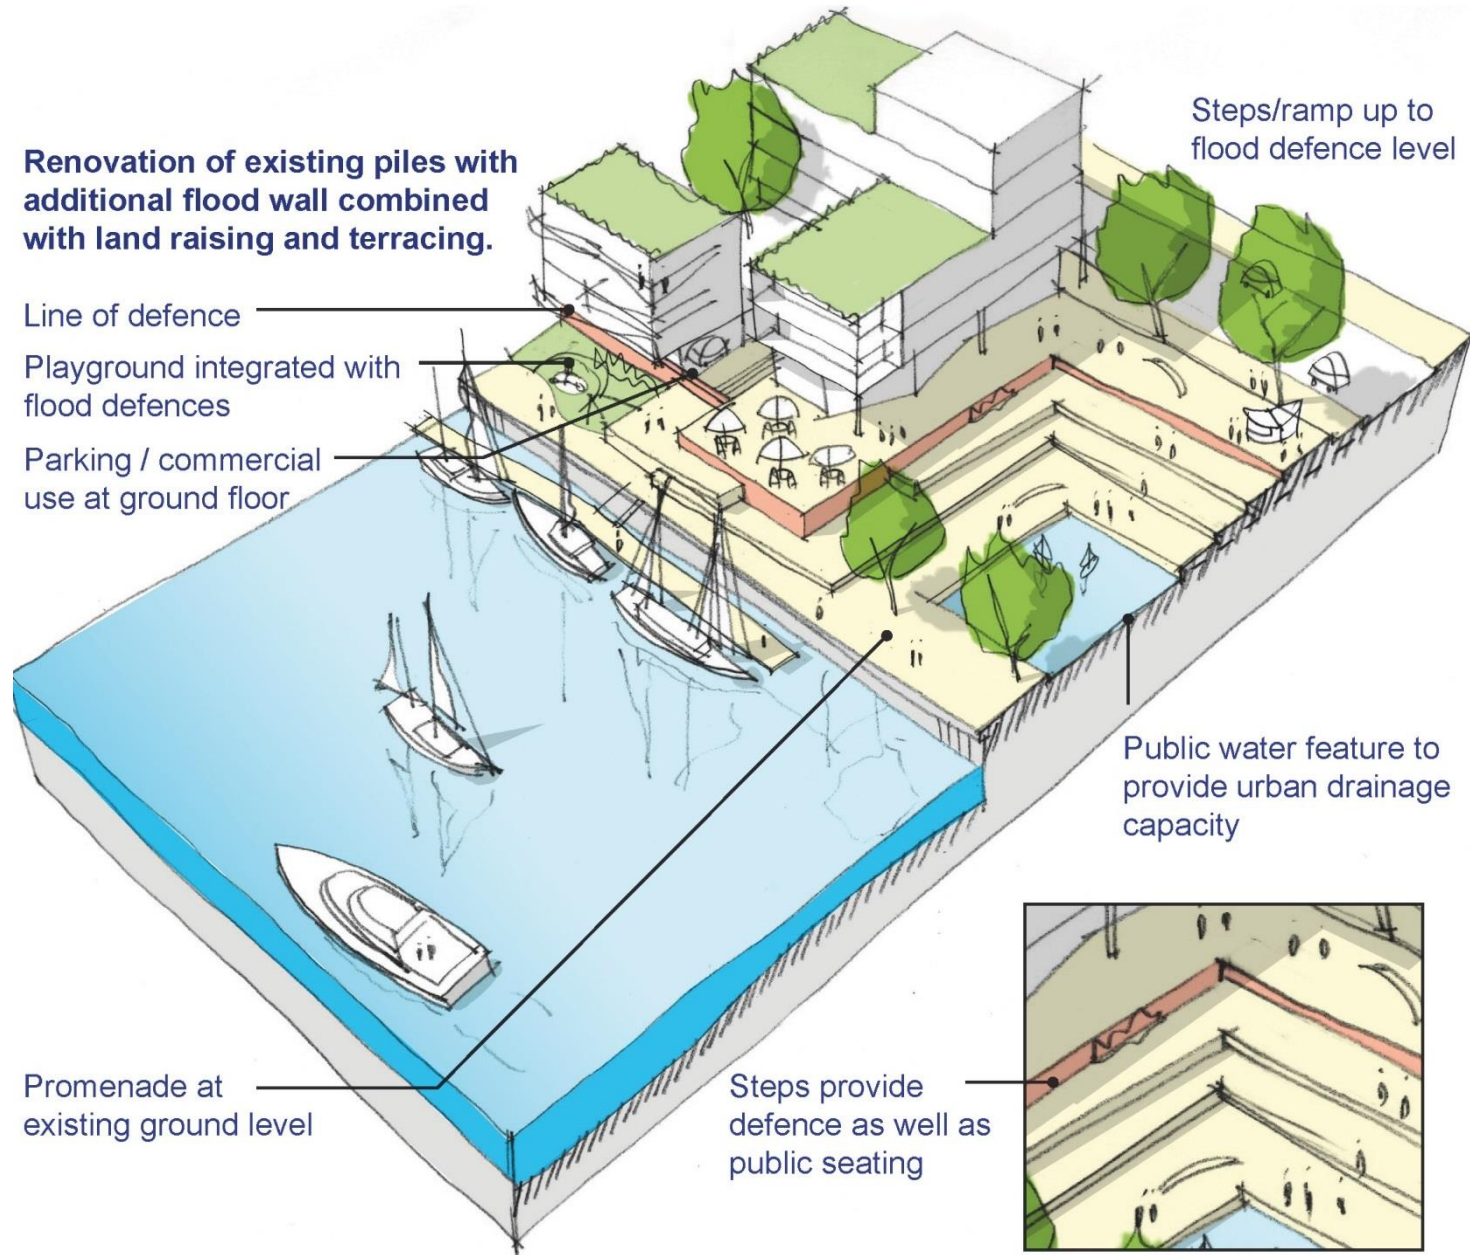 Steps/ramp up to
flood defence level
Renovation of existing piles with
additional flood wall combined
with land raising and terracing.
Line of defence
Playground integrated with
flood defences
Parking / commercial
use at ground floor
Public water feature to
provide urban drainage
capacity
Promenade at
existing ground level
Steps provide
defence as well as
public seating